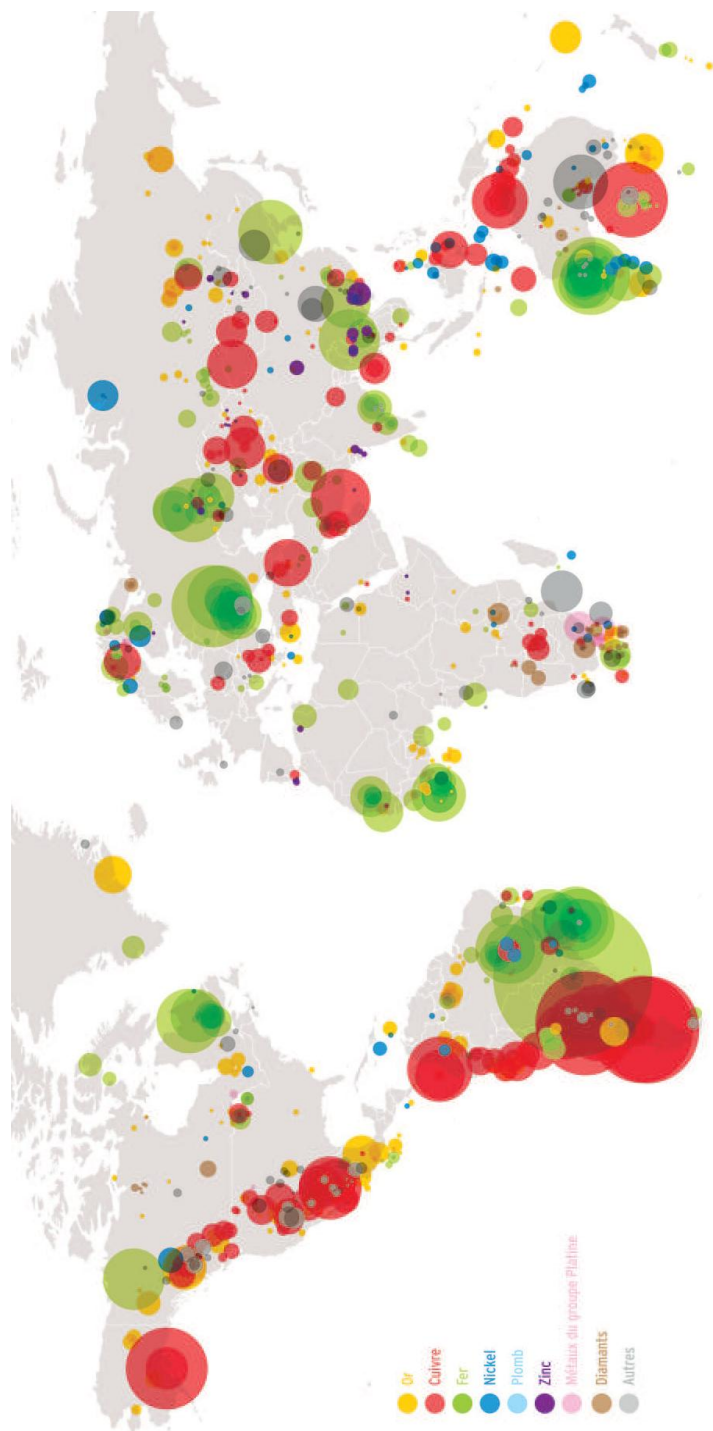 Or
Cuivre
Fer
Nickel
Plomb
Zinc
Métaux du groupe Platine
Diamants
Autres